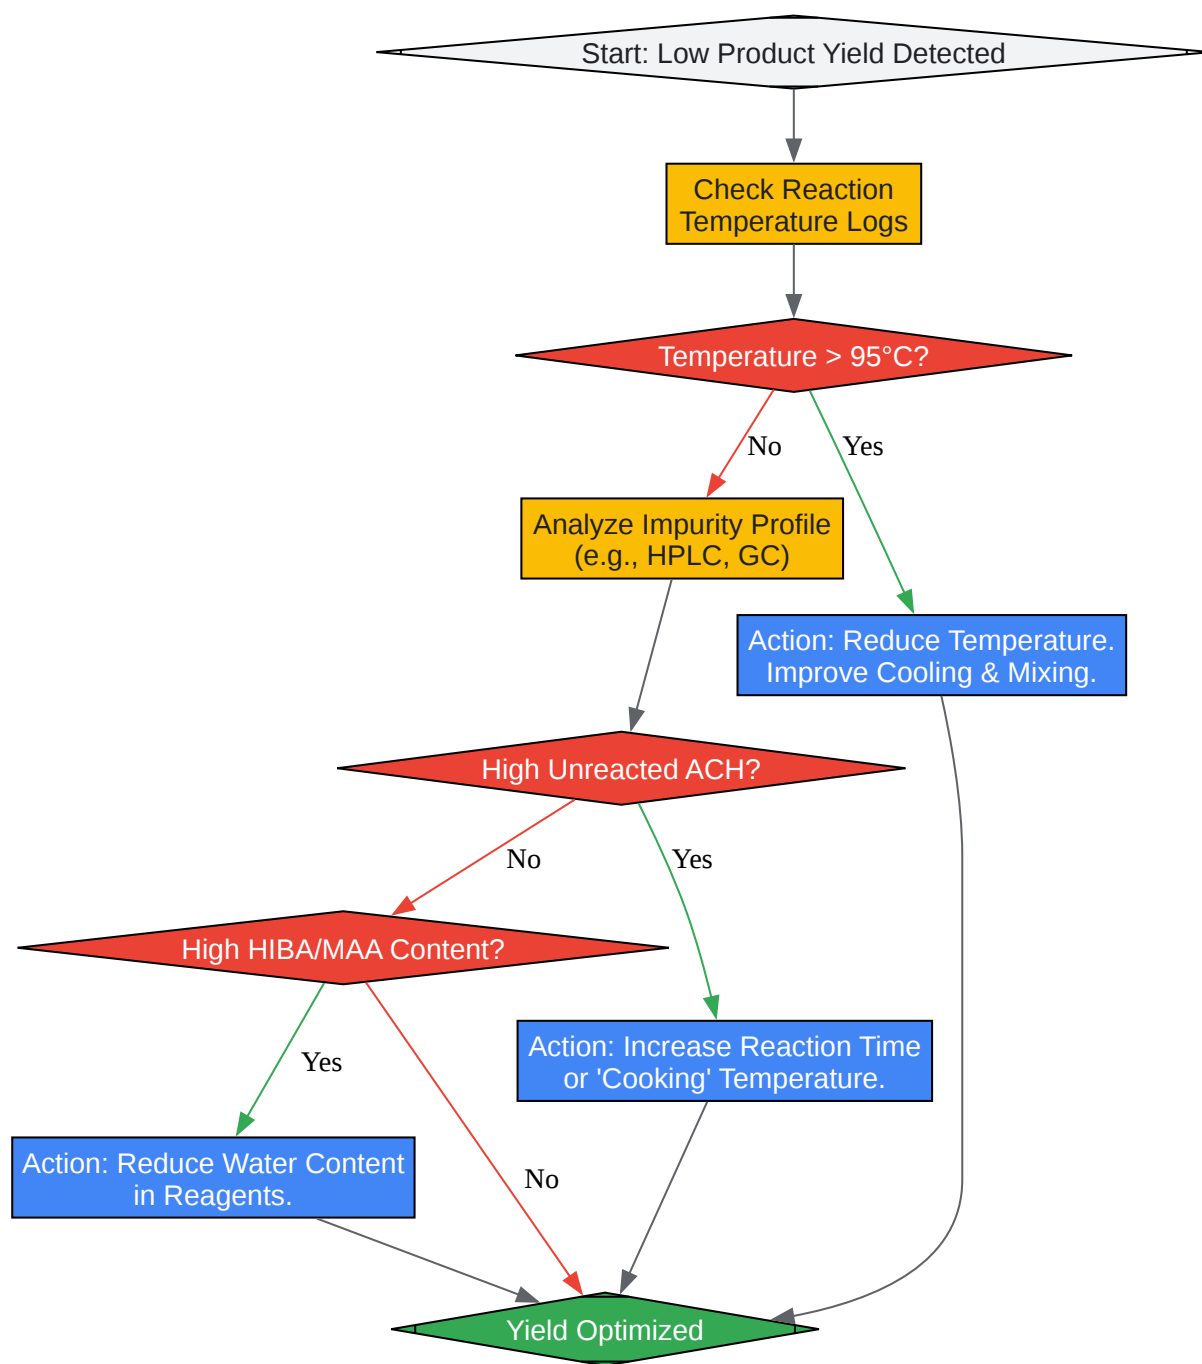 Start: Low Product Yield Detected
Check Reaction
Temperature Logs
Temperature > 95°C?
No
Yes
Analyze Impurity Profile
(e.g., HPLC, GC)
Action: Reduce Temperature.
Improve Cooling & Mixing.
High Unreacted ACH?
No
Yes
High HIBA/MAA Content?
Action: Increase Reaction Time
or 'Cooking' Temperature.
Yes
No
Action: Reduce Water Content
in Reagents.
Yield Optimized